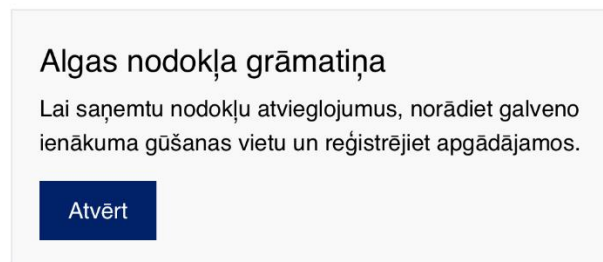 Algas nodokļa grāmatiņa
Lai saņemtu nodokļu atvieglojumus, norādiet galveno
ienākuma gūšanas vietu un reģistrējiet apgādājamos.
Atvērt